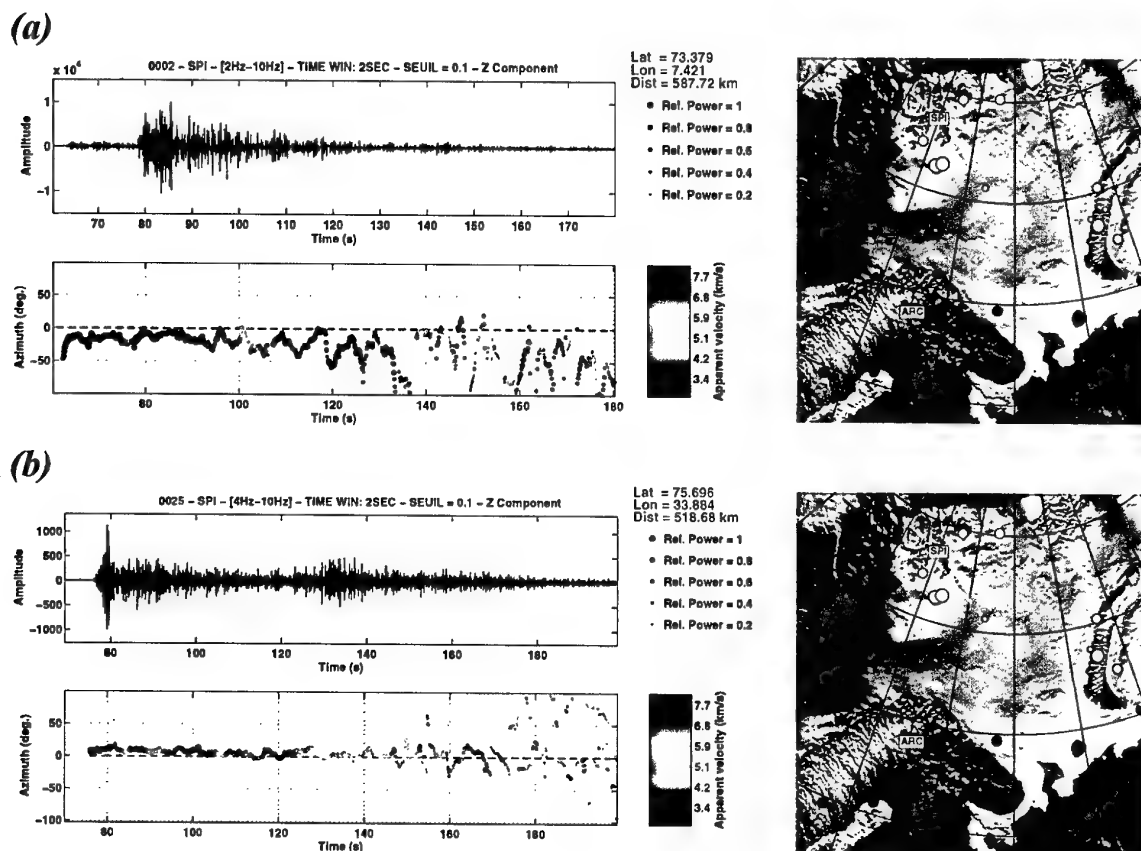 (a)
0002 – SPI – [2Hz–10Hz] – TIME WIN: 2SEC – SEUIL = 0.1 – Z Component
x 10^4
1
0
−1
Amplitude
70 80 90 100 110 120 130 140 150 160 170
Time (s)
Lat = 73.379
Lon = 7.421
Dist = 587.72 km
Rel. Power = 1
Rel. Power = 0.8
Rel. Power = 0.6
Rel. Power = 0.4
Rel. Power = 0.2
50
0
−50
Azimuth (deg.)
80 100 120 140 160 180
Time (s)
7.7
6.8
5.9
5.1
4.2
3.4
Apparent velocity (km/s)
SPI
ARC
(b)
0025 – SPI – [4Hz–10Hz] – TIME WIN: 2SEC – SEUIL = 0.1 – Z Component
1000
500
0
−500
−1000
Amplitude
80 100 120 140 160 180
Time (s)
Lat = 75.696
Lon = 33.884
Dist = 518.68 km
Rel. Power = 1
Rel. Power = 0.8
Rel. Power = 0.6
Rel. Power = 0.4
Rel. Power = 0.2
50
0
−50
−100
Azimuth (deg.)
80 100 120 140 160 180
Time (s)
7.7
6.8
5.9
5.1
4.2
3.4
Apparent velocity (km/s)
SPI
ARC